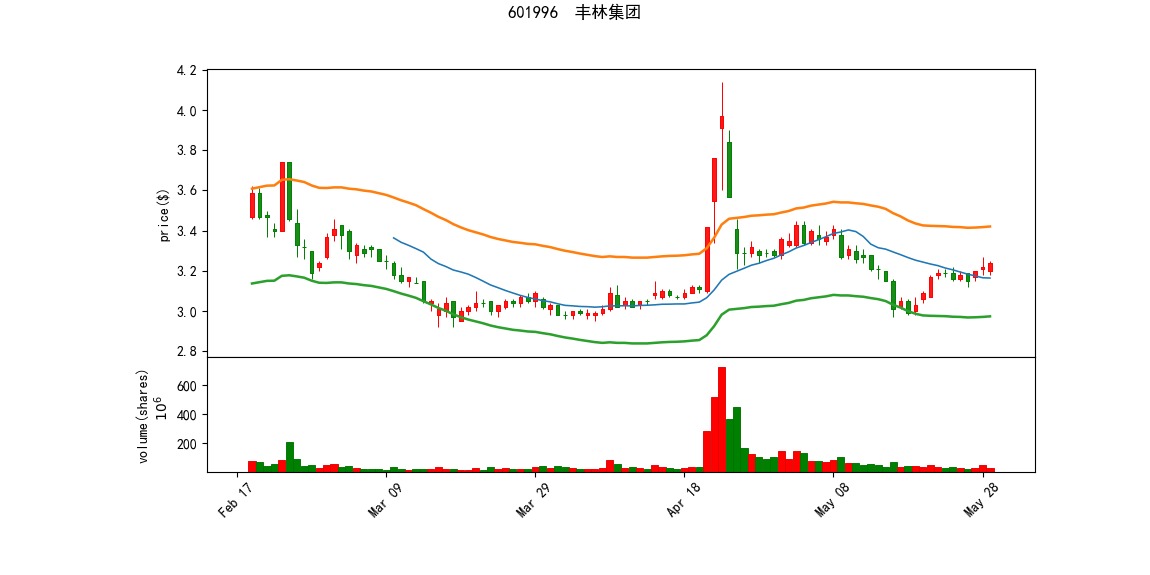 601996 丰林集团
price($)
4.2
4.0
3.8
3.6
3.4
3.2
3.0
2.8
volume(shares)
10^6
600
400
200
Feb 17
Mar 09
Mar 29
Apr 18
May 08
May 28